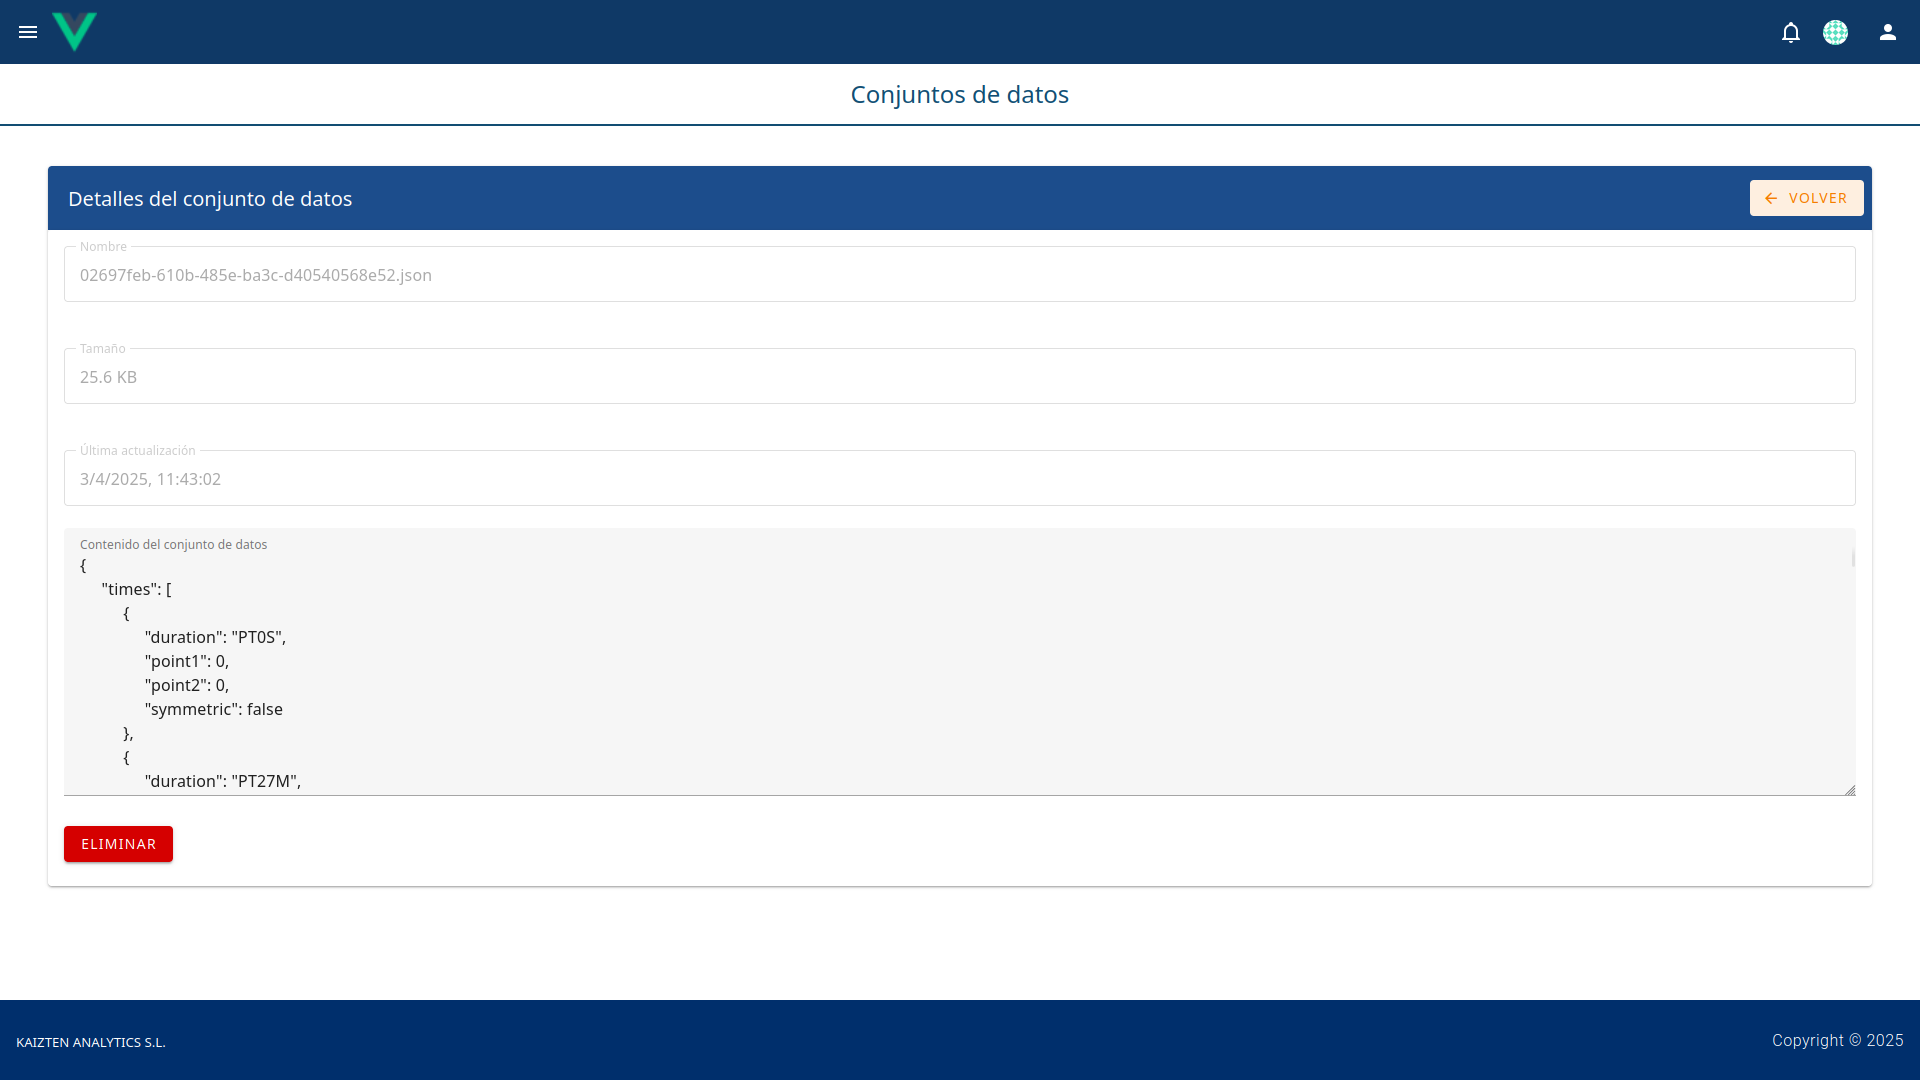 Conjuntos de datos
Detalles del conjunto de datos
VOLVER
Nombre
02697feb-610b-485e-ba3c-d40540568e52.json
Tamaño
25.6 KB
Última actualización
3/4/2025, 11:43:02
Contenido del conjunto de datos
{
"times": [
{
"duration": "PT0S",
"point1": 0,
"point2": 0,
"symmetric": false
},
{
"duration": "PT27M",
ELIMINAR
KAIZTEN ANALYTICS S.L.
Copyright © 2025